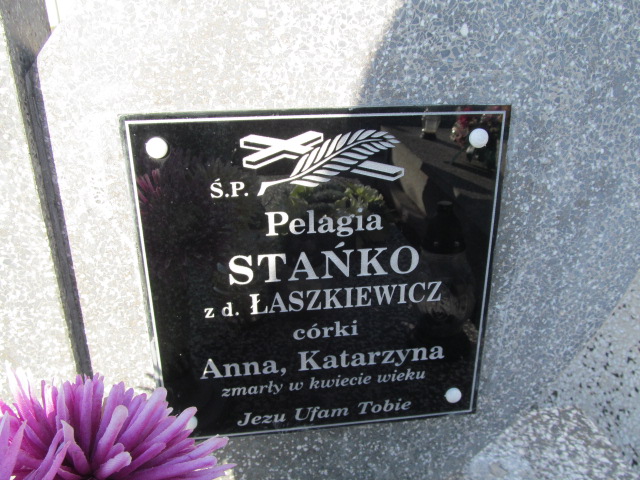 Ś.P.
Pelagia
STAŃKO
z d. ŁASZKIEWICZ
córki
Anna, Katarzyna
zmarły w kwiecie wieku
Jezu Ufam Tobie